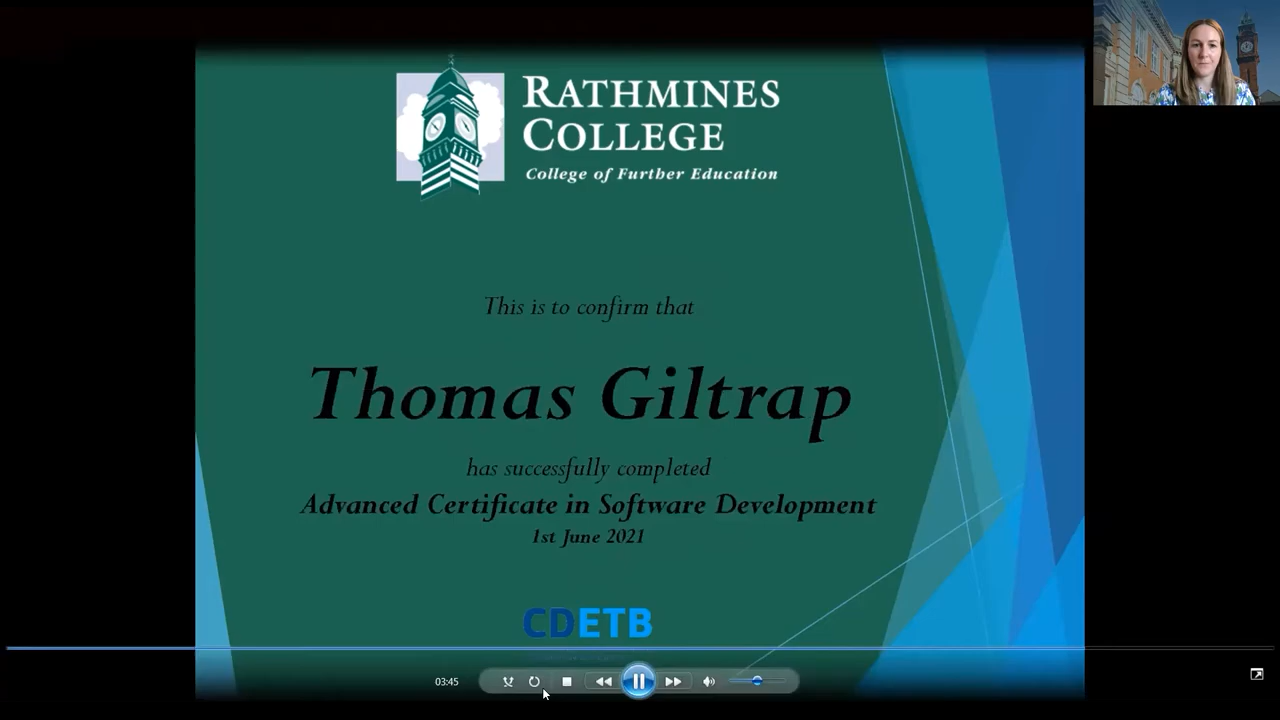 RATHMINES
COLLEGE
College of Further Education
This is to confirm that
Thomas Giltrap
has successfully completed
Advanced Certificate in Software Development
1st June 2021
CDETB
03:45